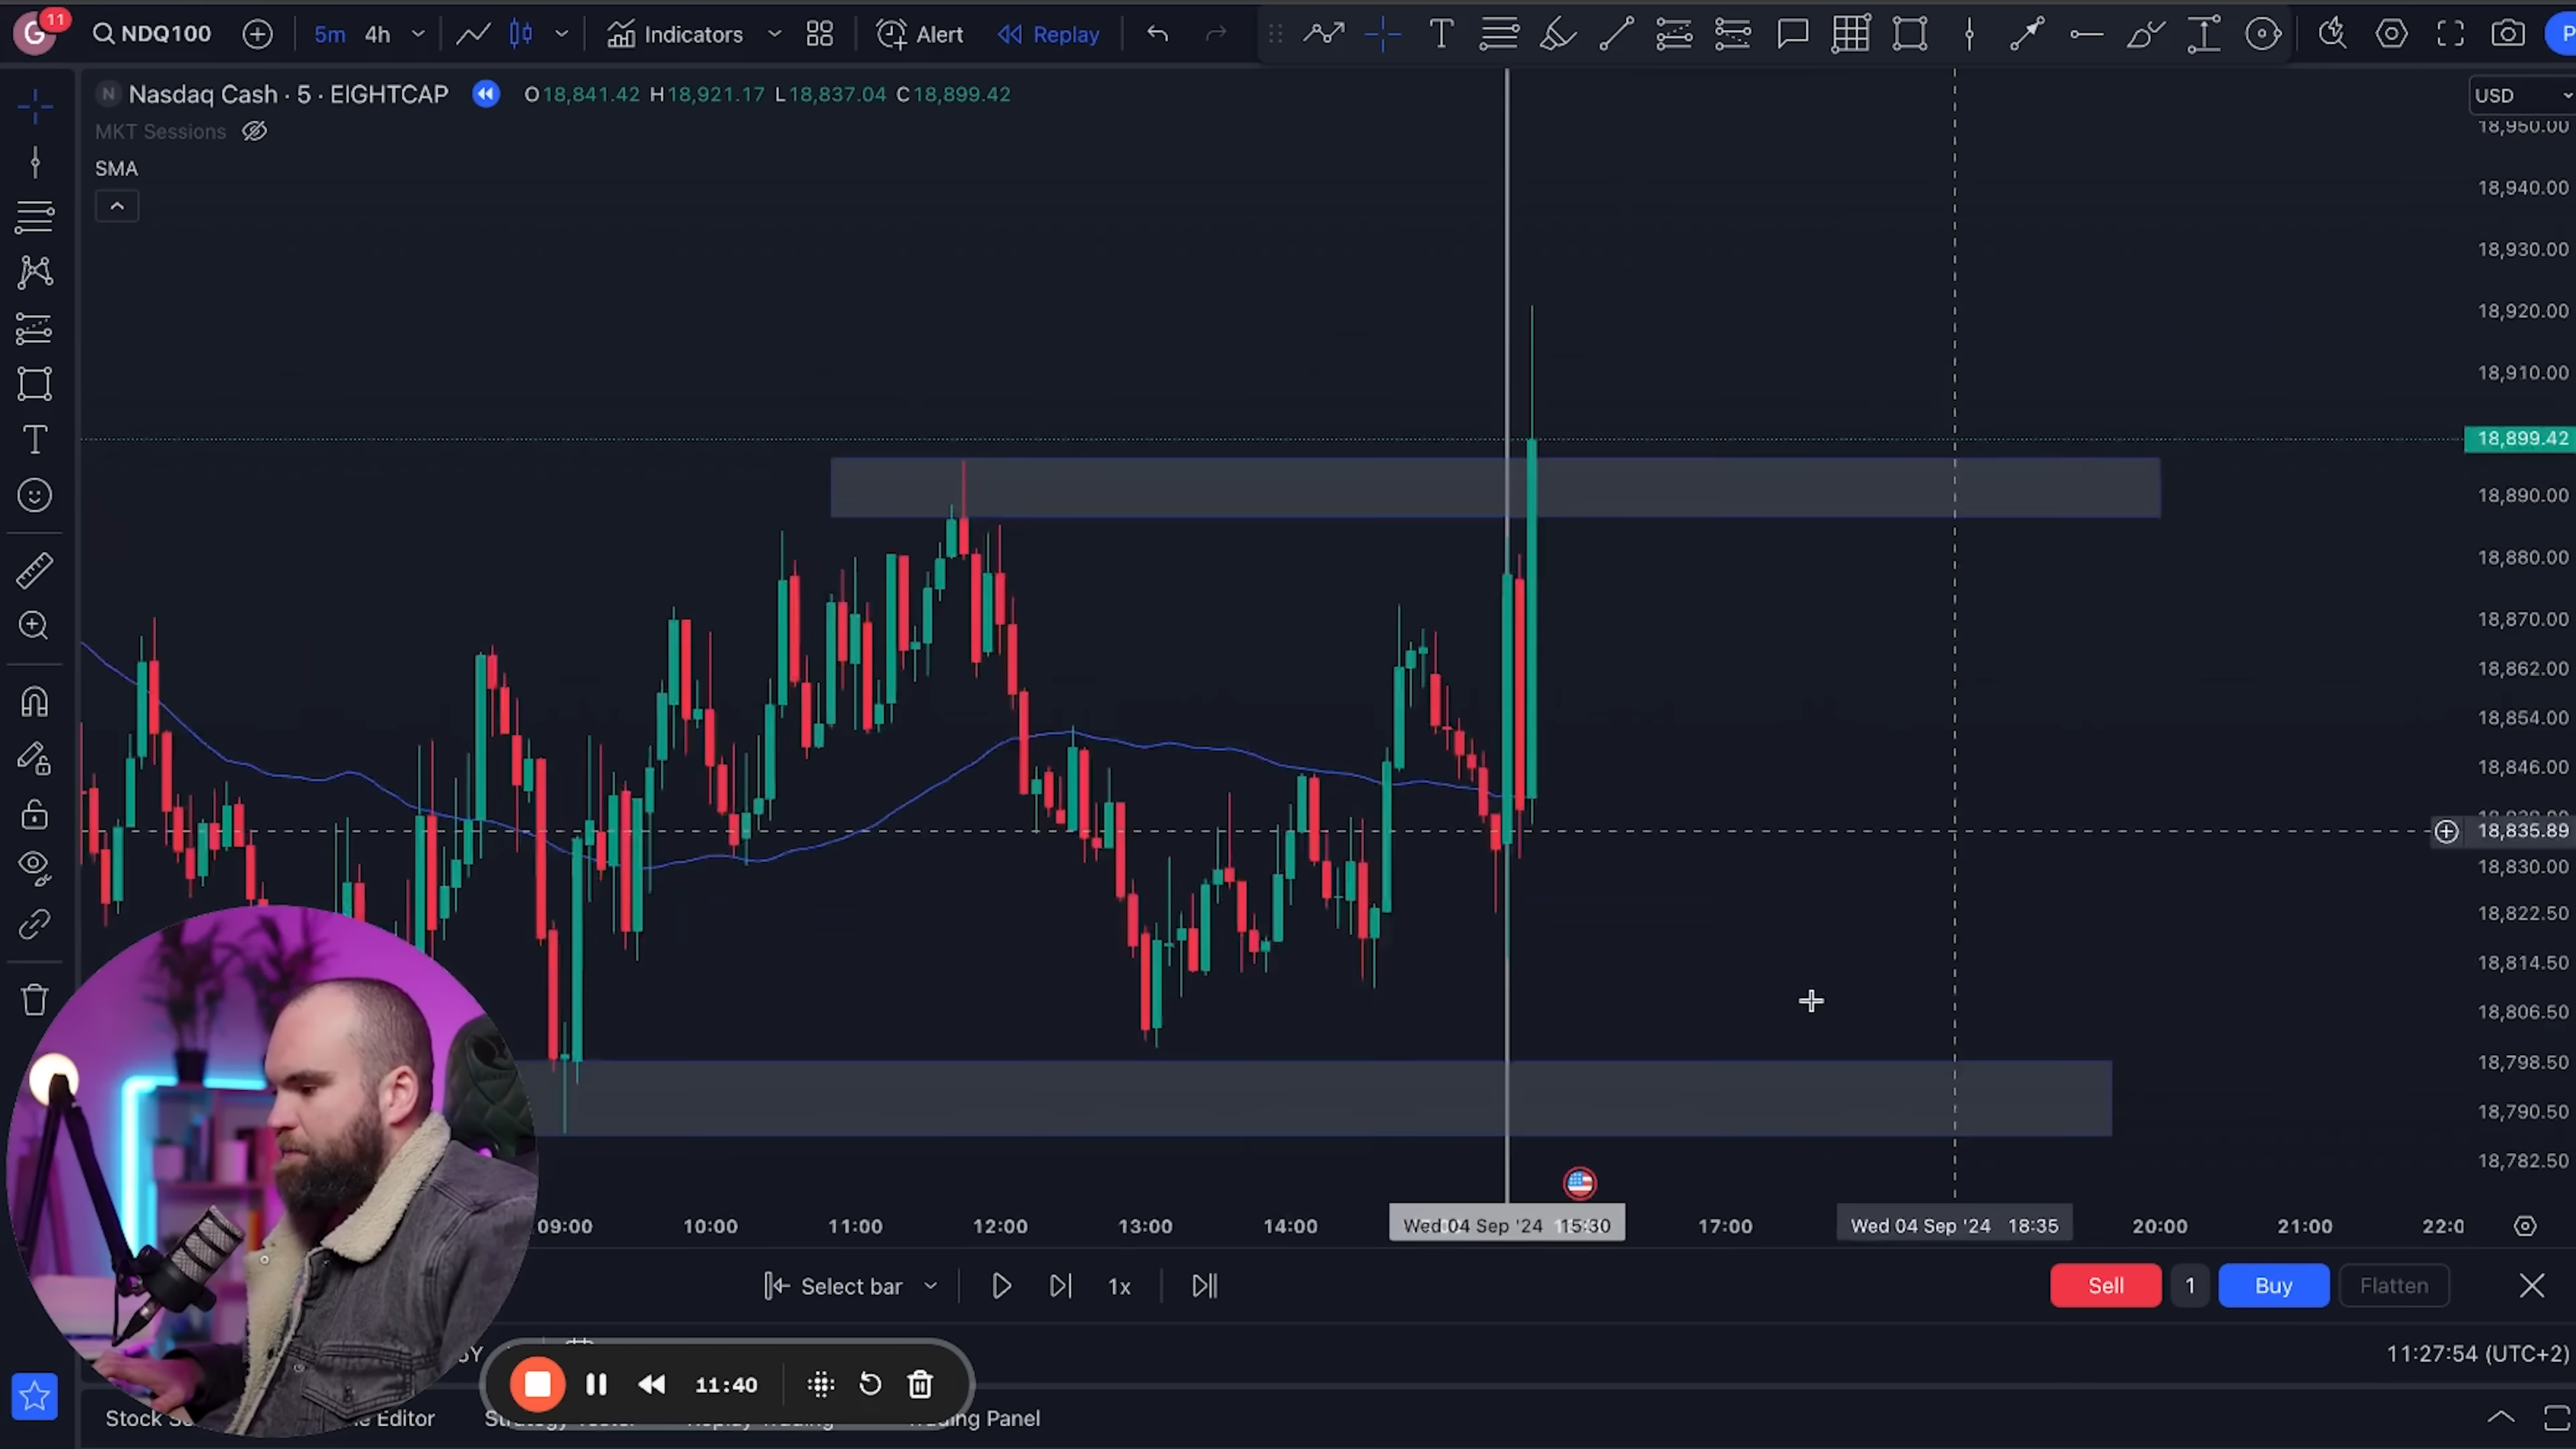 G 11 NDQ100 5m 4h Indicators Alert Replay P
N Nasdaq Cash · 5 · EIGHTCAP O18,841.42 H18,921.17 L18,837.04 C18,899.42
MKT Sessions
SMA
USD
18,950.00
18,940.00
18,930.00
18,920.00
18,910.00
18,899.42
18,890.00
18,880.00
18,870.00
18,862.00
18,854.00
18,846.00
18,835.89
18,830.00
18,822.50
18,814.50
18,806.50
18,798.50
18,790.50
18,782.50
09:00 10:00 11:00 12:00 13:00 14:00 Wed 04 Sep '24 15:30 17:00 Wed 04 Sep '24 18:35 20:00 21:00 22:0
Select bar 1x Sell 1 Buy Flatten
11:27:54 (UTC+2)
11:40
Stock Editor Trading Panel